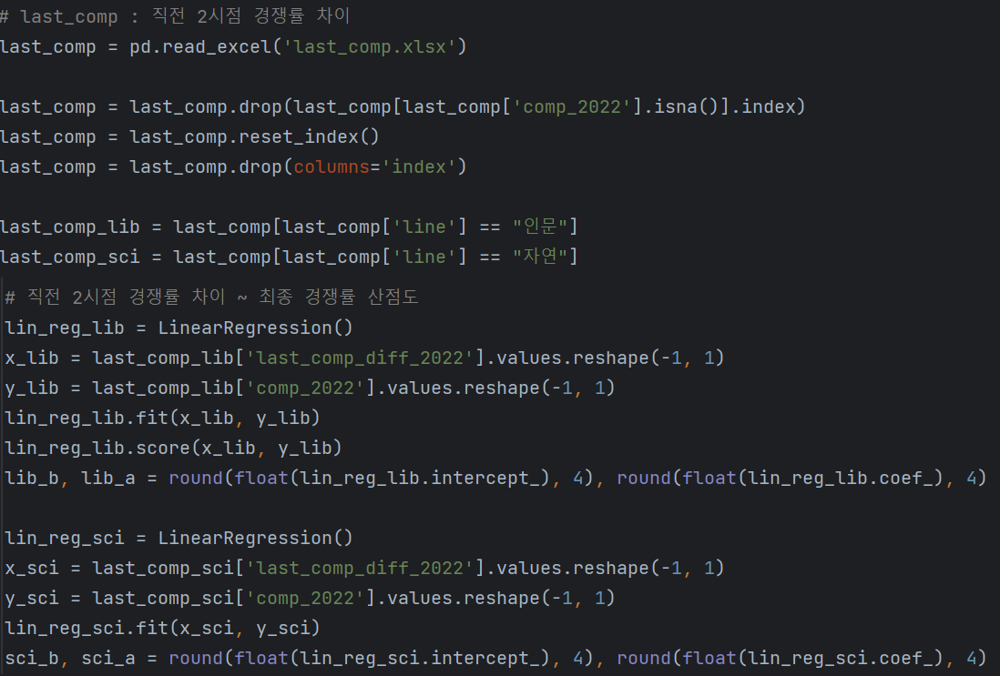 # last_comp : 직전 2시점 경쟁률 차이
last_comp = pd.read_excel('last_comp.xlsx')
last_comp = last_comp.drop(last_comp[last_comp['comp_2022'].isna()].index)
last_comp = last_comp.reset_index()
last_comp = last_comp.drop(columns='index')
last_comp_lib = last_comp[last_comp['line'] == "인문"]
last_comp_sci = last_comp[last_comp['line'] == "자연"]
# 직전 2시점 경쟁률 차이 ~ 최종 경쟁률 산점도
lin_reg_lib = LinearRegression()
x_lib = last_comp_lib['last_comp_diff_2022'].values.reshape(-1, 1)
y_lib = last_comp_lib['comp_2022'].values.reshape(-1, 1)
lin_reg_lib.fit(x_lib, y_lib)
lin_reg_lib.score(x_lib, y_lib)
lib_b, lib_a = round(float(lin_reg_lib.intercept_), 4), round(float(lin_reg_lib.coef_), 4)
lin_reg_sci = LinearRegression()
x_sci = last_comp_sci['last_comp_diff_2022'].values.reshape(-1, 1)
y_sci = last_comp_sci['comp_2022'].values.reshape(-1, 1)
lin_reg_sci.fit(x_sci, y_sci)
sci_b, sci_a = round(float(lin_reg_sci.intercept_), 4), round(float(lin_reg_sci.coef_), 4)